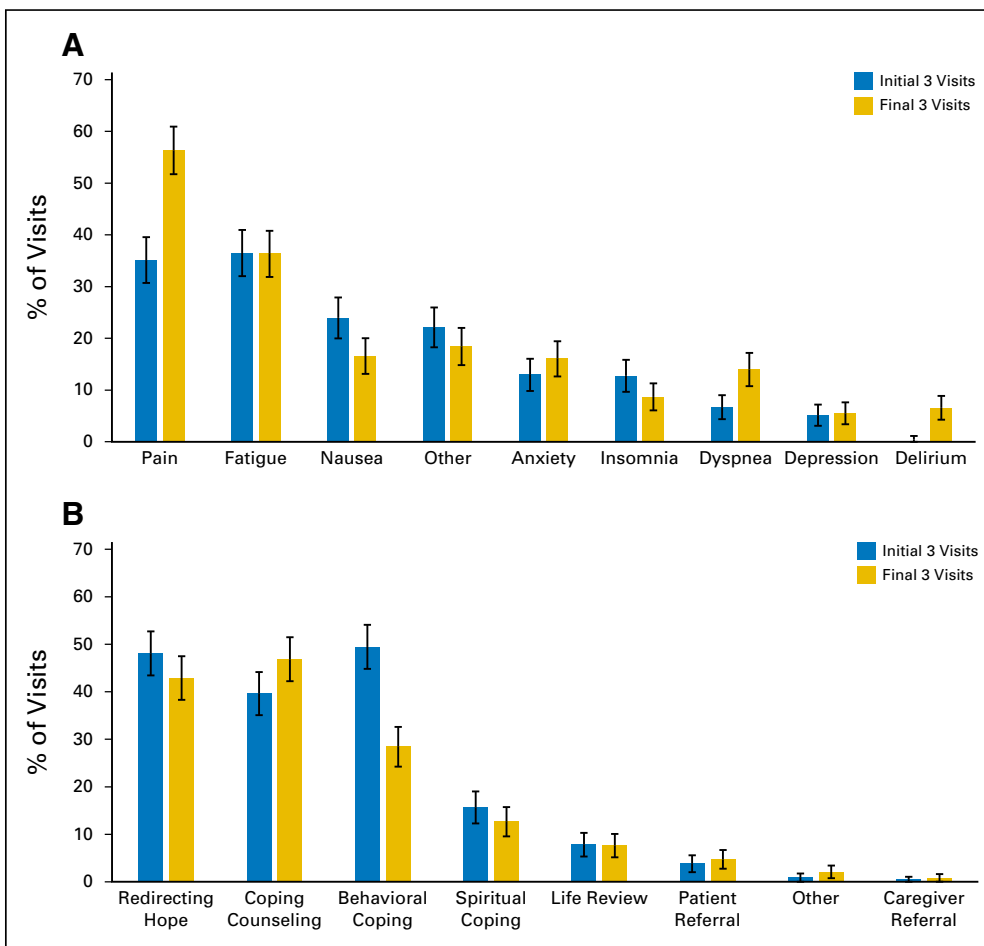 A
70
60
50
40
30
20
10
0
% of Visits
Initial 3 Visits
Final 3 Visits
Pain Fatigue Nausea Other Anxiety Insomnia Dyspnea Depression Delirium
B
70
60
50
40
30
20
10
0
% of Visits
Initial 3 Visits
Final 3 Visits
Redirecting Coping Behavioral Spiritual Life Review Patient Other Caregiver
Hope Counseling Coping Coping Referral Referral